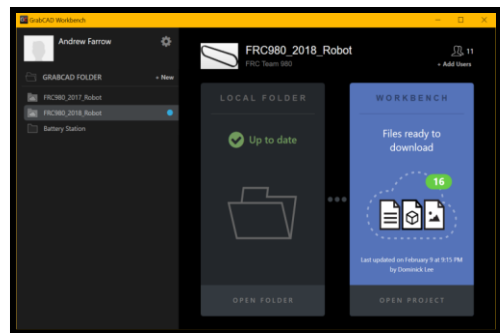 GrabCAD Workbench
Andrew Farrow
GRABCAD FOLDER
+ New
FRC980_2017_Robot
FRC980_2018_Robot
Battery Station
FRC980_2018_Robot
FRC Team 980
11
+ Add Users
LOCAL FOLDER
Up to date
OPEN FOLDER
WORKBENCH
Files ready to
download
16
Last updated on February 9 at 9:15 PM
by Dominick Lee
OPEN PROJECT